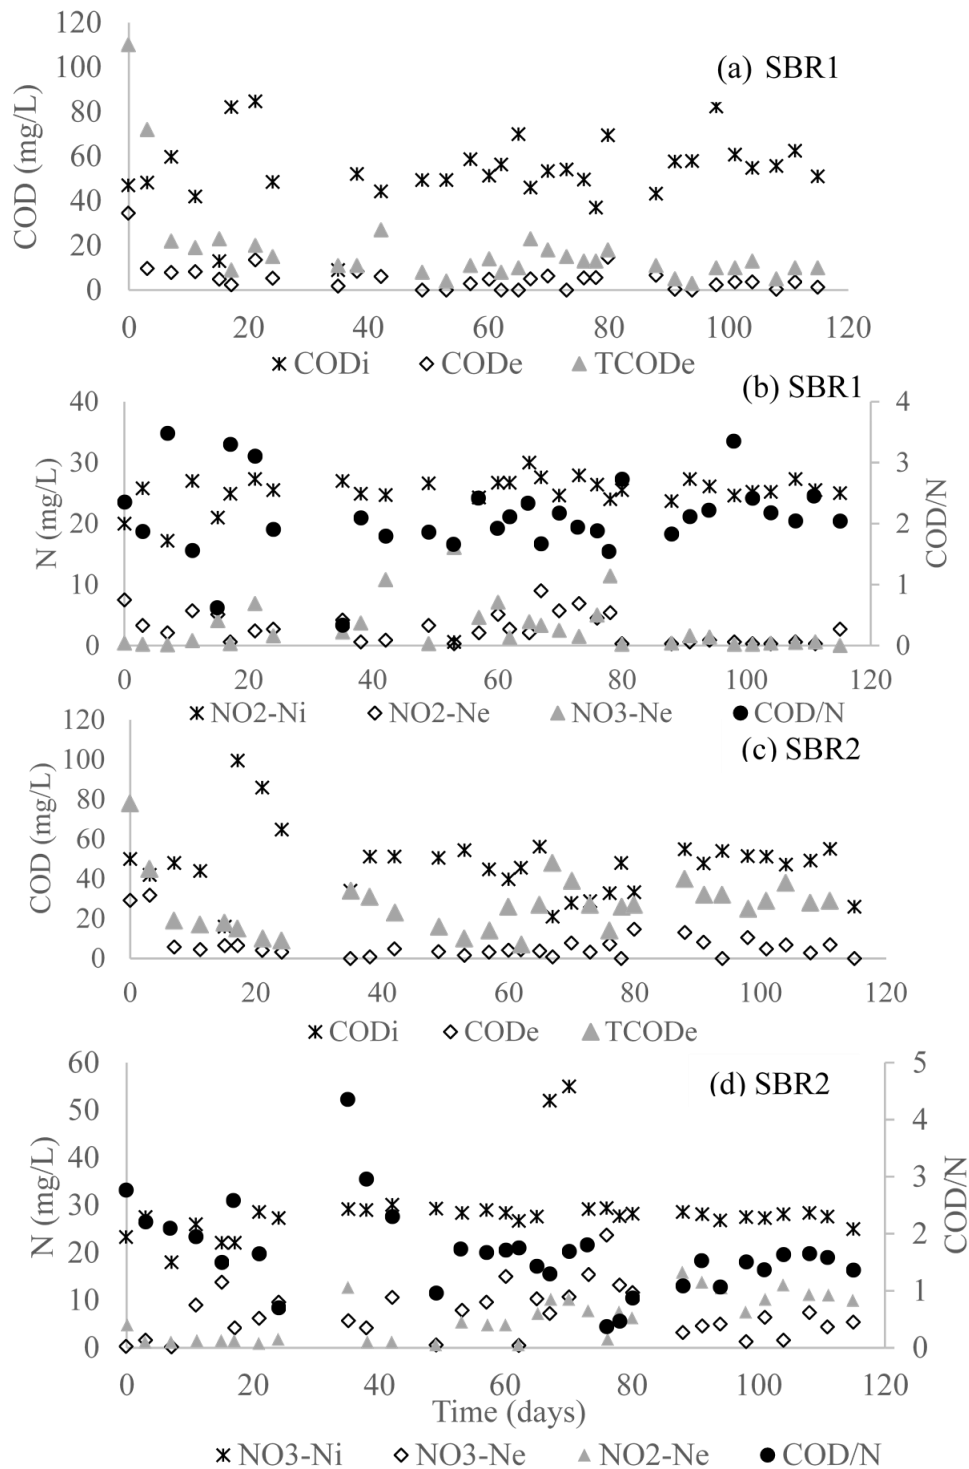 120
100
80
60
40
20
0
COD (mg/L)
(a) SBR1
0 20 40 60 80 100 120
CODi CODe TCODe
(b) SBR1
40
30
20
10
0
N (mg/L)
4
3
2
1
0
COD/N
0 20 40 60 80 100 120
NO2-Ni NO2-Ne NO3-Ne COD/N
120
100
80
60
40
20
0
COD (mg/L)
(c) SBR2
0 20 40 60 80 100 120
CODi CODe TCODe
60
50
40
30
20
10
0
N (mg/L)
(d) SBR2
5
4
3
2
1
0
COD/N
0 20 40 60 80 100 120
Time (days)
NO3-Ni NO3-Ne NO2-Ne COD/N